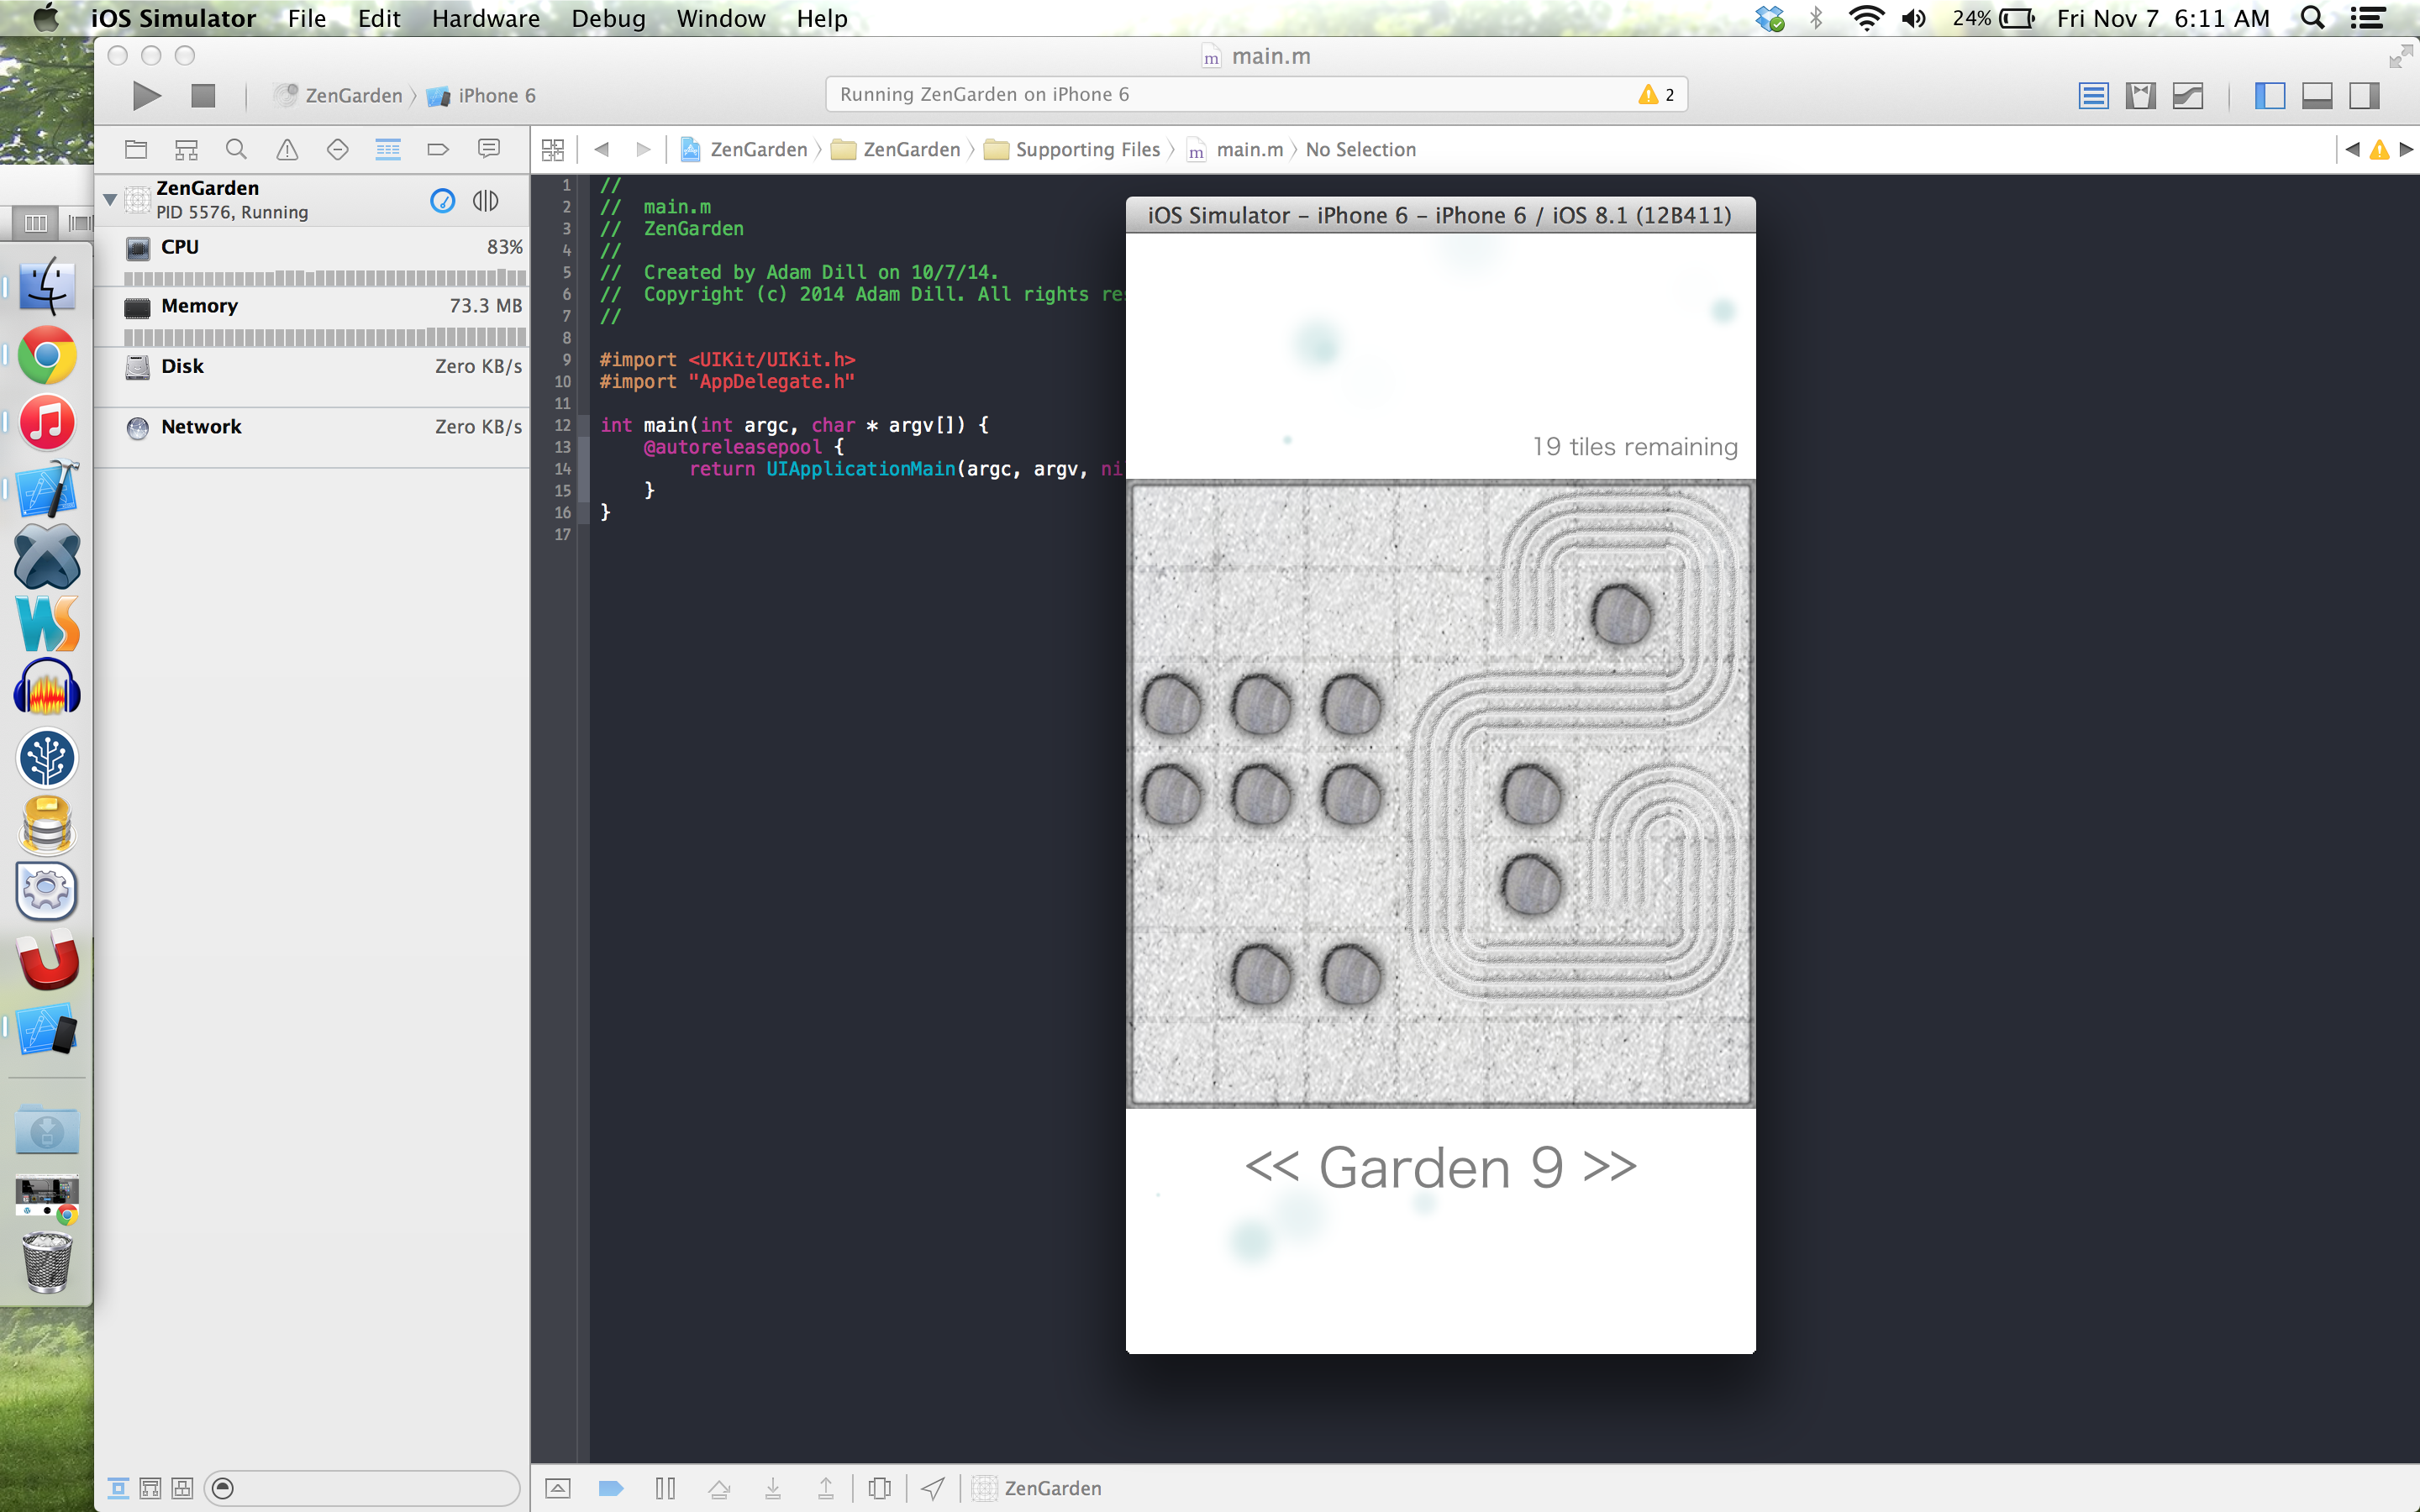 iOS Simulator File Edit Hardware Debug Window Help 24% Fri Nov 7 6:11 AM
m main.m
ZenGarden iPhone 6 Running ZenGarden on iPhone 6 2
ZenGarden ZenGarden Supporting Files m main.m No Selection
ZenGarden
PID 5576, Running
CPU 83%
Memory 73.3 MB
Disk Zero KB/s
Network Zero KB/s
1 //
2 // main.m
3 // ZenGarden
4 //
5 // Created by Adam Dill on 10/7/14.
6 // Copyright (c) 2014 Adam Dill. All rights res
7 //
8
9 #import <UIKit/UIKit.h>
10 #import "AppDelegate.h"
11
12 int main(int argc, char * argv[]) {
13 @autoreleasepool {
14 return UIApplicationMain(argc, argv, ni
15 }
16 }
17
iOS Simulator - iPhone 6 - iPhone 6 / iOS 8.1 (12B411)
19 tiles remaining
<< Garden 9 >>
WS
ZenGarden